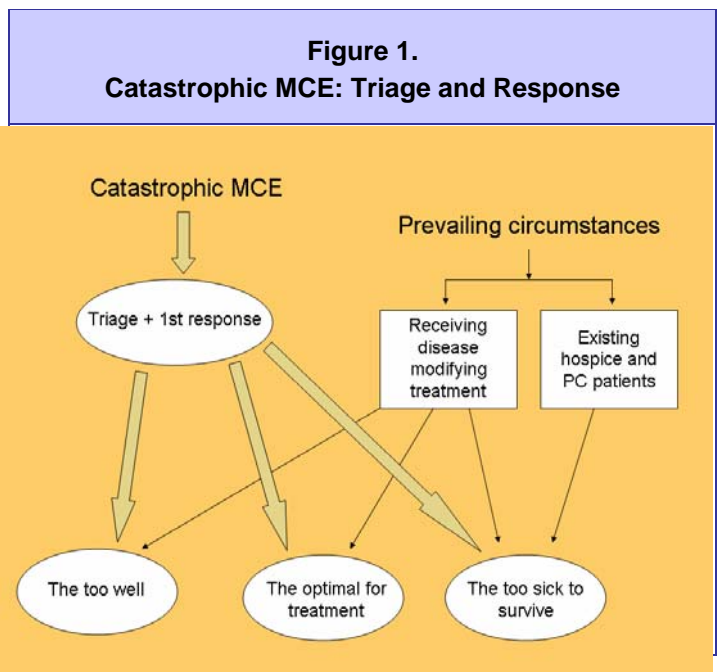 Figure 1.
Catastrophic MCE: Triage and Response
Catastrophic MCE
Prevailing circumstances
Triage + 1st response
Receiving
disease
modifying
treatment
Existing
hospice and
PC patients
The too well
The optimal for
treatment
The too sick to
survive